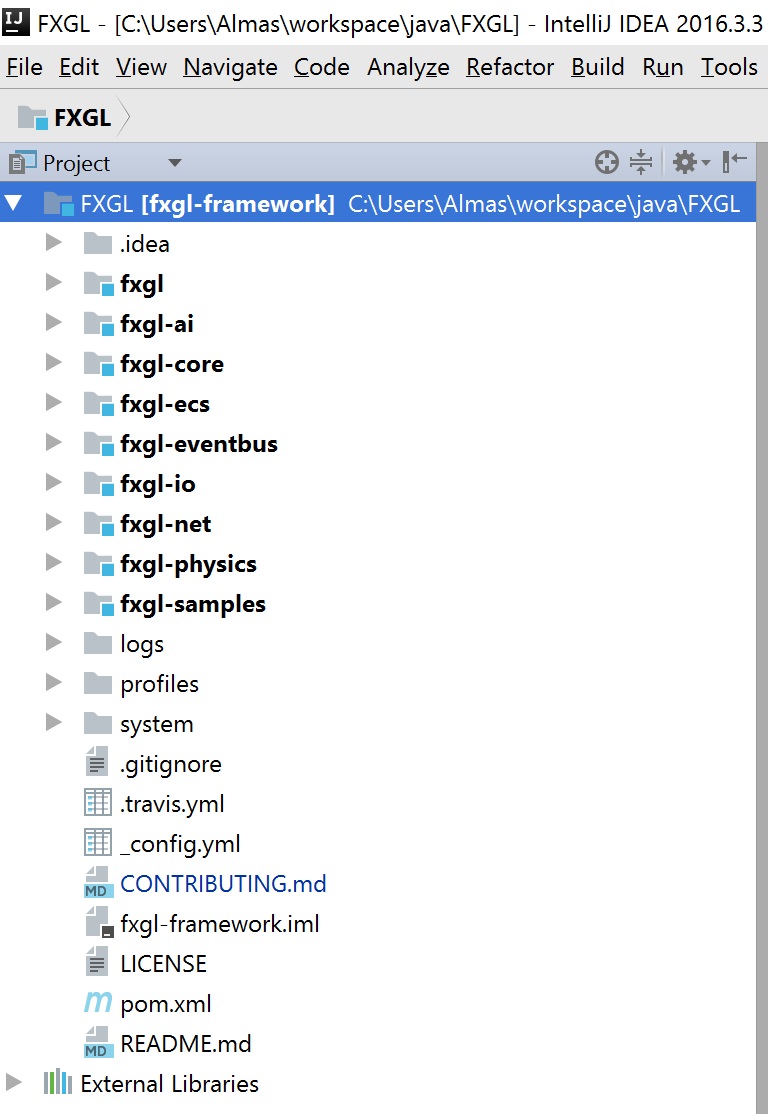 IJ FXGL - [C:\Users\Almas\workspace\java\FXGL] - IntelliJ IDEA 2016.3.3
File Edit View Navigate Code Analyze Refactor Build Run Tools
FXGL
Project
FXGL [fxgl-framework] C:\Users\Almas\workspace\java\FXGL
.idea
fxgl
fxgl-ai
fxgl-core
fxgl-ecs
fxgl-eventbus
fxgl-io
fxgl-net
fxgl-physics
fxgl-samples
logs
profiles
system
.gitignore
.travis.yml
_config.yml
MD CONTRIBUTING.md
fxgl-framework.iml
LICENSE
m pom.xml
MD README.md
External Libraries